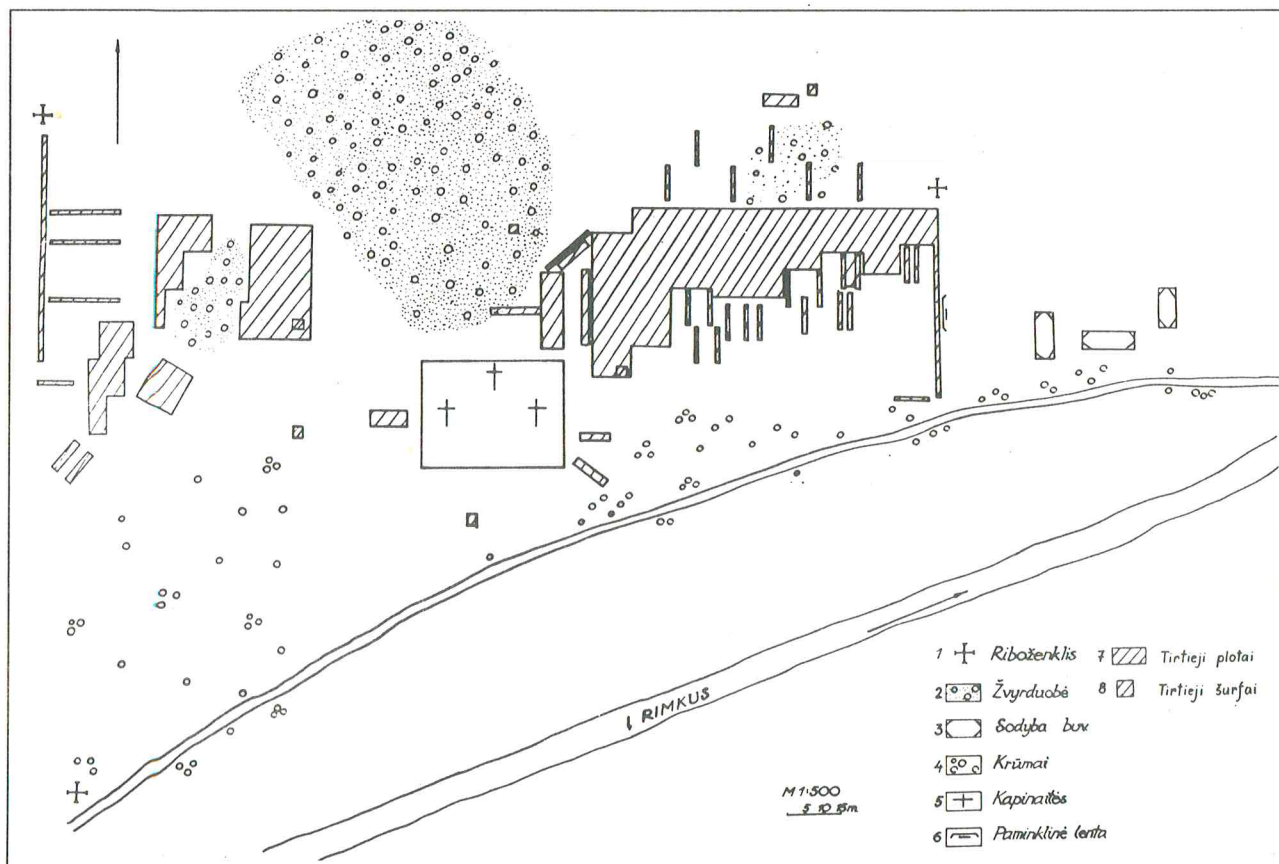 Į RIMKUS
M 1:500
5 10 15m
1 Riboženklis
2 Žvyrduobė
3 Sodyba buv.
4 Krūmai
5 Kapinaitės
6 Paminklinė lenta
7 Tirtieji plotai
8 Tirtieji šurfai